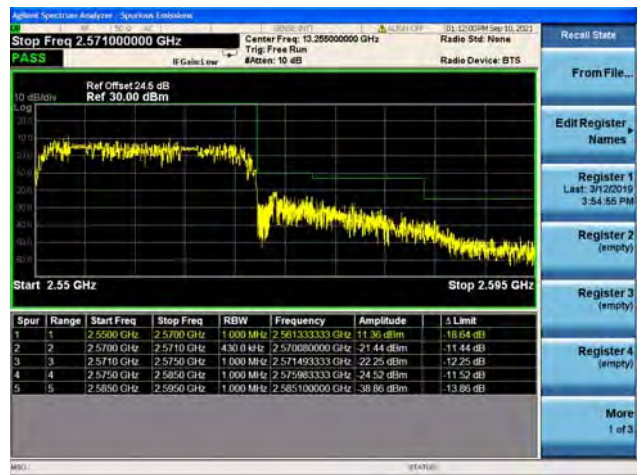 Agilent Spectrum Analyzer - Spurious Emissions
SENSE:INT
ALIGN OFF
01:12:00PM Sep 10, 2021
Stop Freq 2.571000000 GHz
Center Freq: 13.255000000 GHz
Radio Std: None
Trig: Free Run
PASS
IFGain:Low
#Atten: 10 dB
Radio Device: BTS
Ref Offset 24.5 dB
10 dB/div
Ref 30.00 dBm
Log
Start 2.55 GHz
Stop 2.595 GHz
Spur Range Start Freq Stop Freq RBW Frequency Amplitude Δ Limit
1 1 2.5500 GHz 2.5700 GHz 1.000 MHz 2.561333333 GHz 11.36 dBm -18.64 dB
2 2 2.5700 GHz 2.5710 GHz 430.0 kHz 2.570080000 GHz -21.44 dBm -11.44 dB
3 3 2.5710 GHz 2.5750 GHz 1.000 MHz 2.571493333 GHz -22.25 dBm -12.25 dB
4 4 2.5750 GHz 2.5850 GHz 1.000 MHz 2.575983333 GHz -24.52 dBm -11.52 dB
5 5 2.5850 GHz 2.5950 GHz 1.000 MHz 2.585100000 GHz -38.86 dBm -13.86 dB
MSG
STATUS
Recall State
From File...
Edit Register
Names
Register 1
Last: 3/12/2019
3:54:55 PM
Register 2
(empty)
Register 3
(empty)
Register 4
(empty)
More
1 of 3